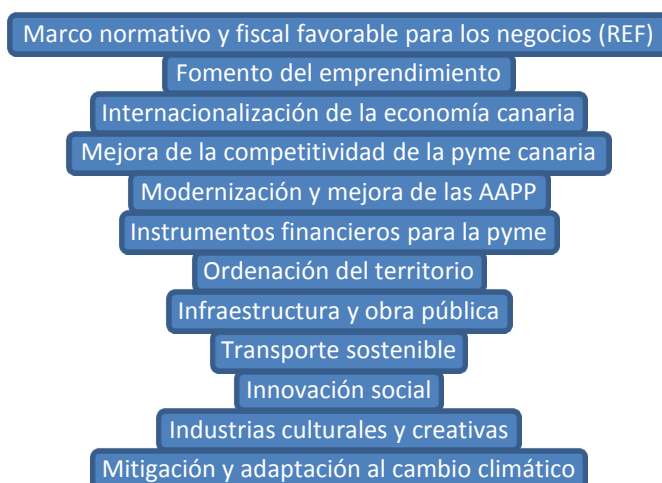 Marco normativo y fiscal favorable para los negocios (REF)
Fomento del emprendimiento
Internacionalización de la economía canaria
Mejora de la competitividad de la pyme canaria
Modernización y mejora de las AAPP
Instrumentos financieros para la pyme
Ordenación del territorio
Infraestructura y obra pública
Transporte sostenible
Innovación social
Industrias culturales y creativas
Mitigación y adaptación al cambio climático